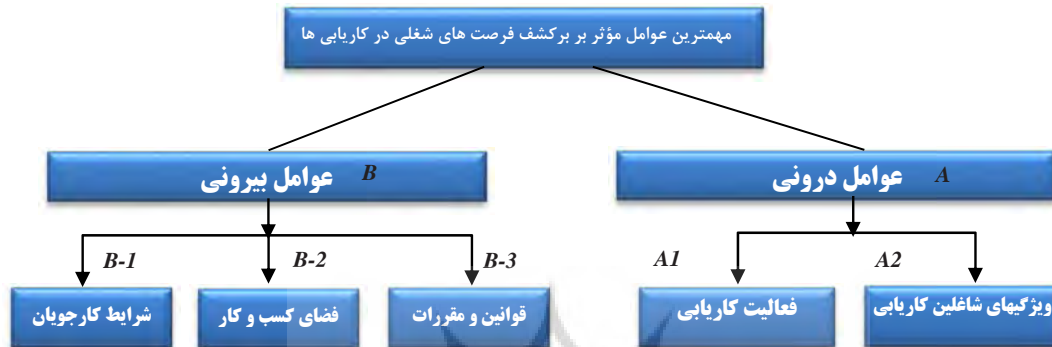 مهمترین عوامل مؤثر بر برکشف فرصت های شغلی در کاریابی ها
A عوامل درونی
B عوامل بیرونی
A2
A1
B-3
B-2
B-1
ویژگیهای شاغلین کاریابی
فعالیت کاریابی
قوانین و مقررات
فضای کسب و کار
شرایط کارجویان